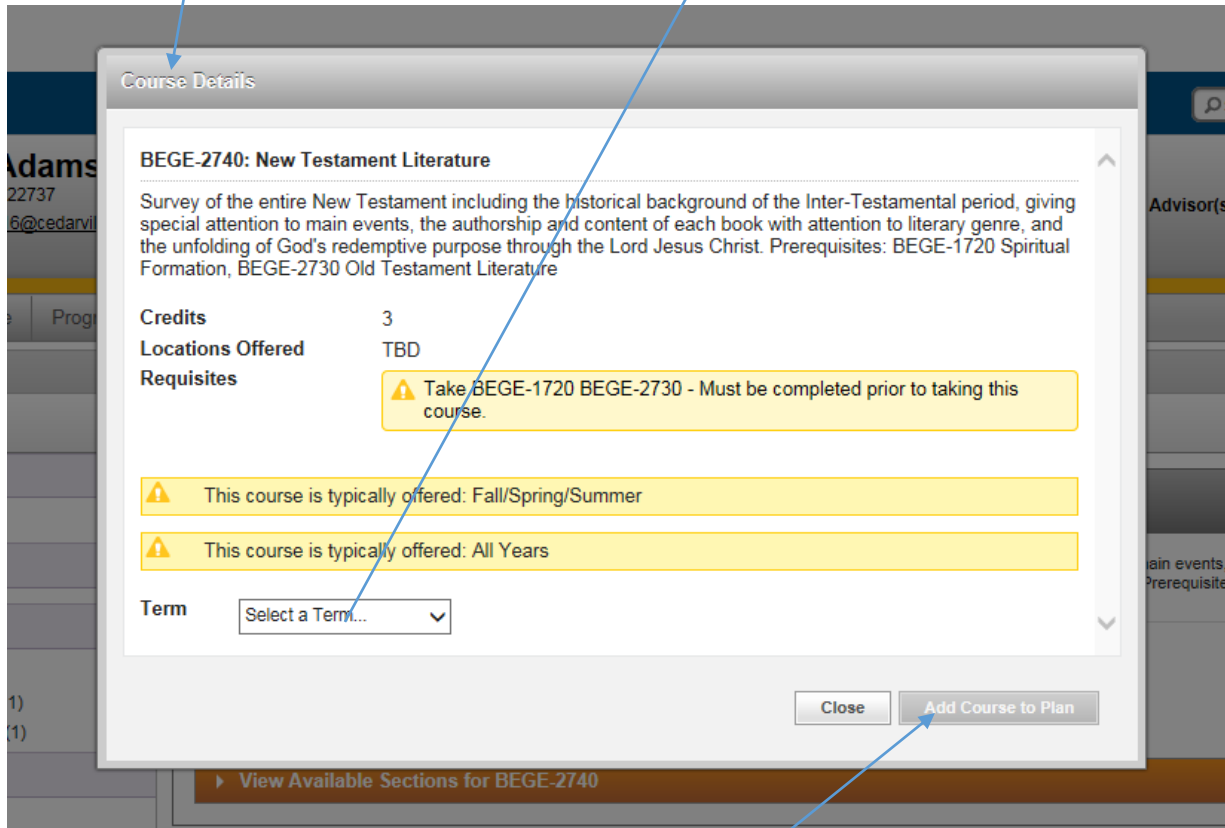 Course Details
BEGE-2740: New Testament Literature
Survey of the entire New Testament including the historical background of the Inter-Testamental period, giving
special attention to main events, the authorship and content of each book with attention to literary genre, and
the unfolding of God's redemptive purpose through the Lord Jesus Christ. Prerequisites: BEGE-1720 Spiritual
Formation, BEGE-2730 Old Testament Literature
Credits 3
Locations Offered TBD
Requisites Take BEGE-1720 BEGE-2730 - Must be completed prior to taking this
course.
This course is typically offered: Fall/Spring/Summer
This course is typically offered: All Years
Term Select a Term...
Close Add Course to Plan
Adams
22737
6@cedarvil
Progr
1)
(1)
Advisor(s
ain events,
Prerequisite
View Available Sections for BEGE-2740